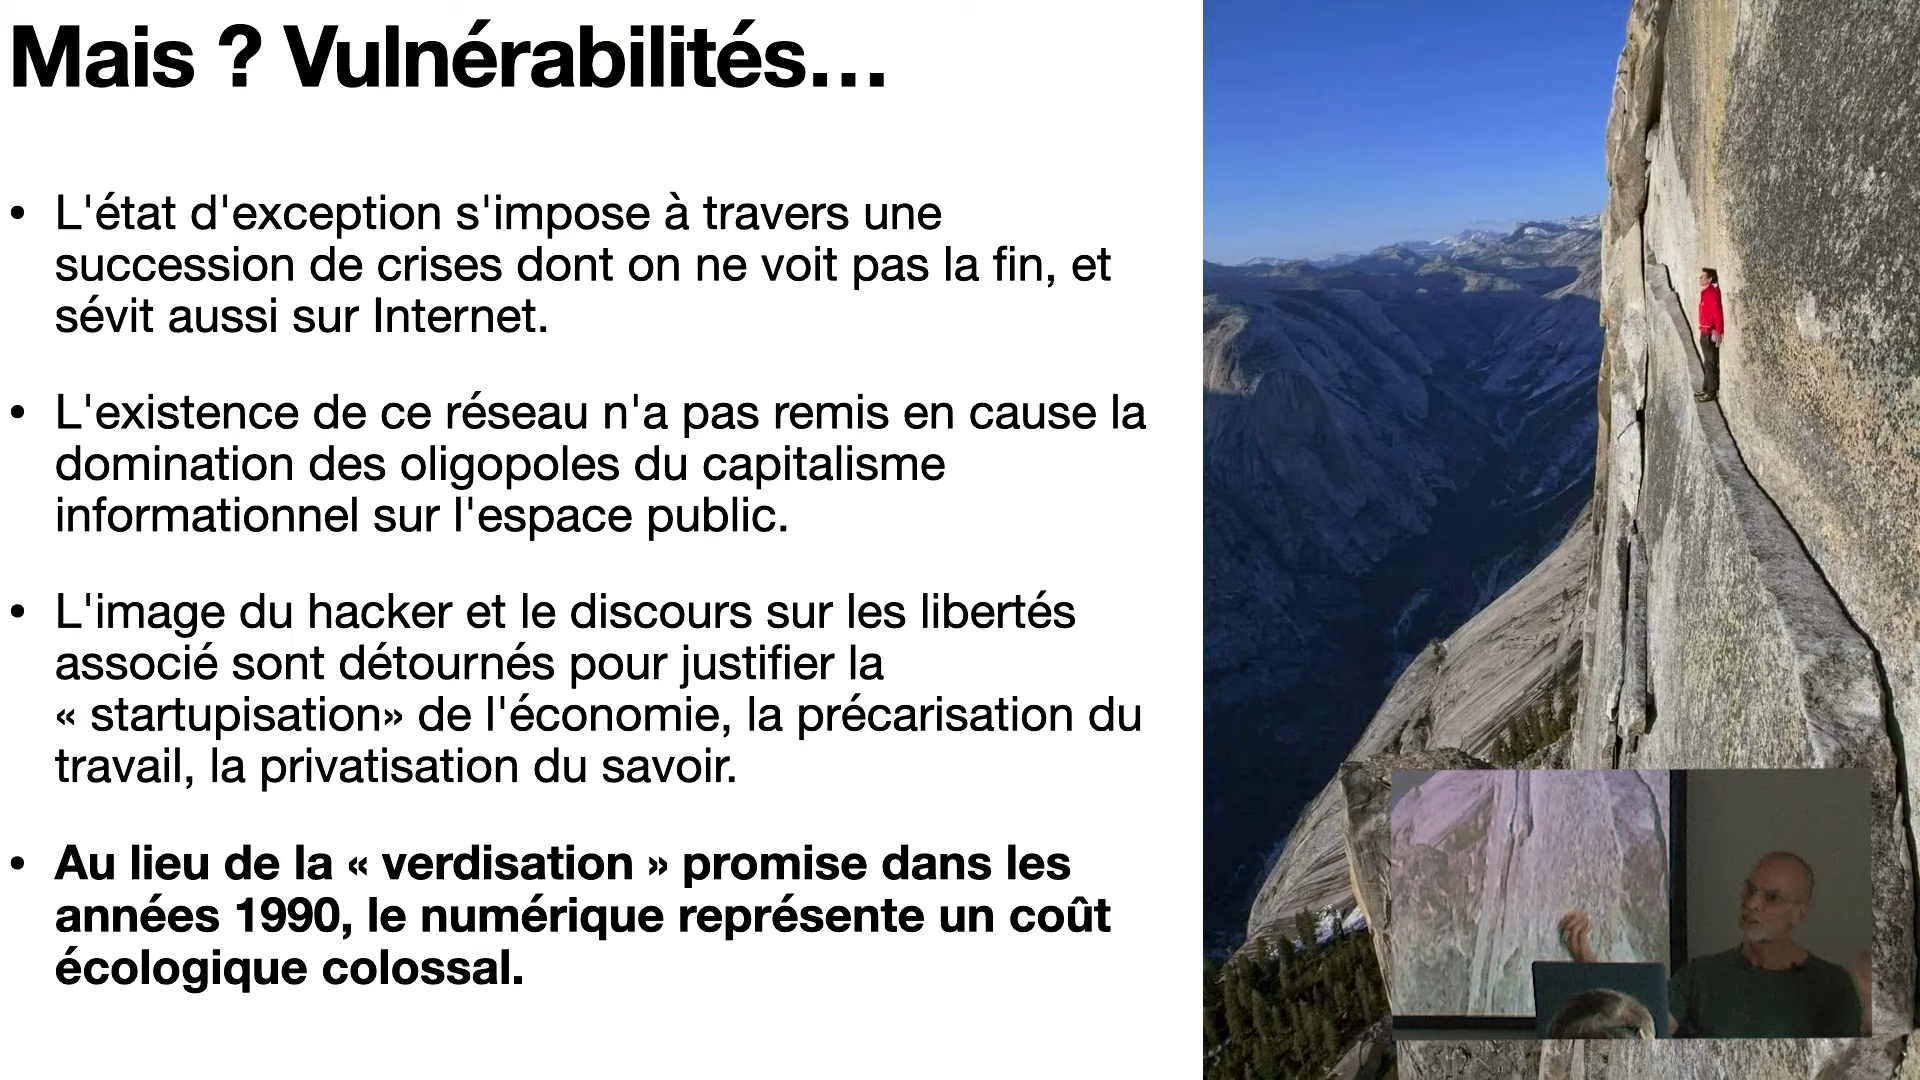 Mais ? Vulnérabilités…
• L'état d'exception s'impose à travers une
succession de crises dont on ne voit pas la fin, et
sévit aussi sur Internet.
• L'existence de ce réseau n'a pas remis en cause la
domination des oligopoles du capitalisme
informationnel sur l'espace public.
• L'image du hacker et le discours sur les libertés
associé sont détournés pour justifier la
« startupisation» de l'économie, la précarisation du
travail, la privatisation du savoir.
• Au lieu de la « verdisation » promise dans les
années 1990, le numérique représente un coût
écologique colossal.